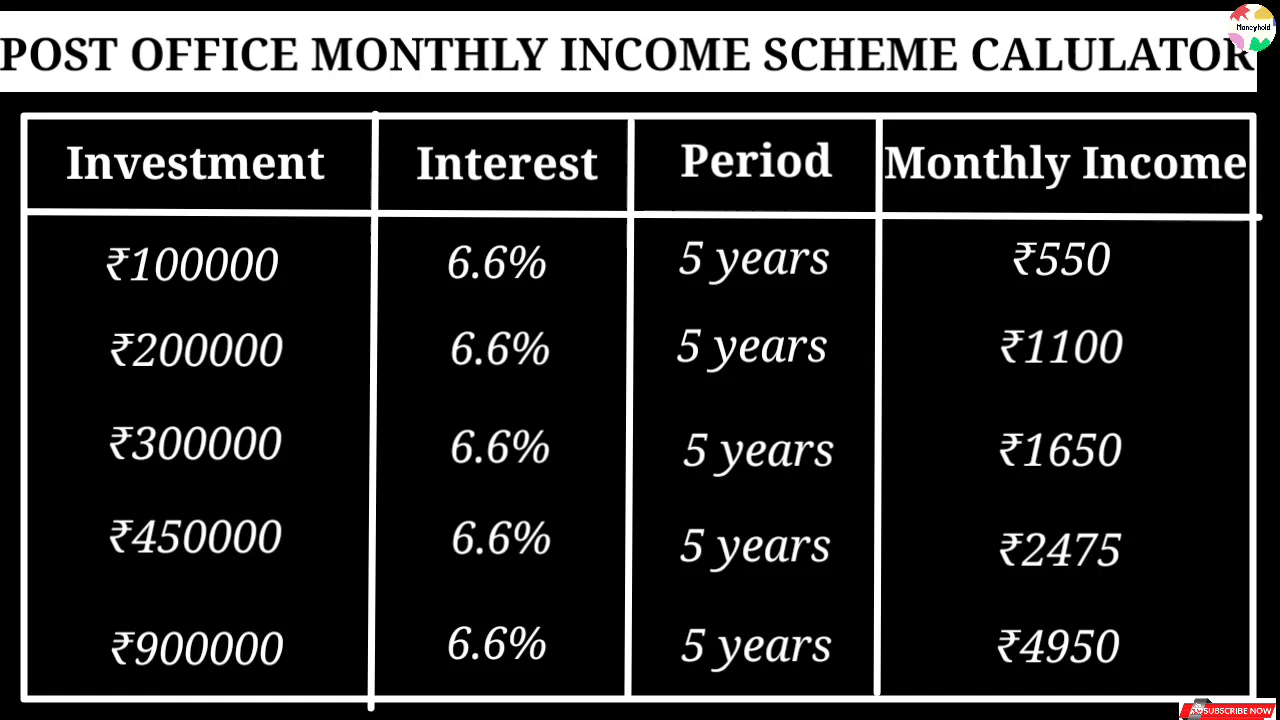 Moneyhold
POST OFFICE MONTHLY INCOME SCHEME CALULATOR
Investment Interest Period Monthly Income
₹100000 6.6% 5 years ₹550
₹200000 6.6% 5 years ₹1100
₹300000 6.6% 5 years ₹1650
₹450000 6.6% 5 years ₹2475
₹900000 6.6% 5 years ₹4950
SUBSCRIBE NOW